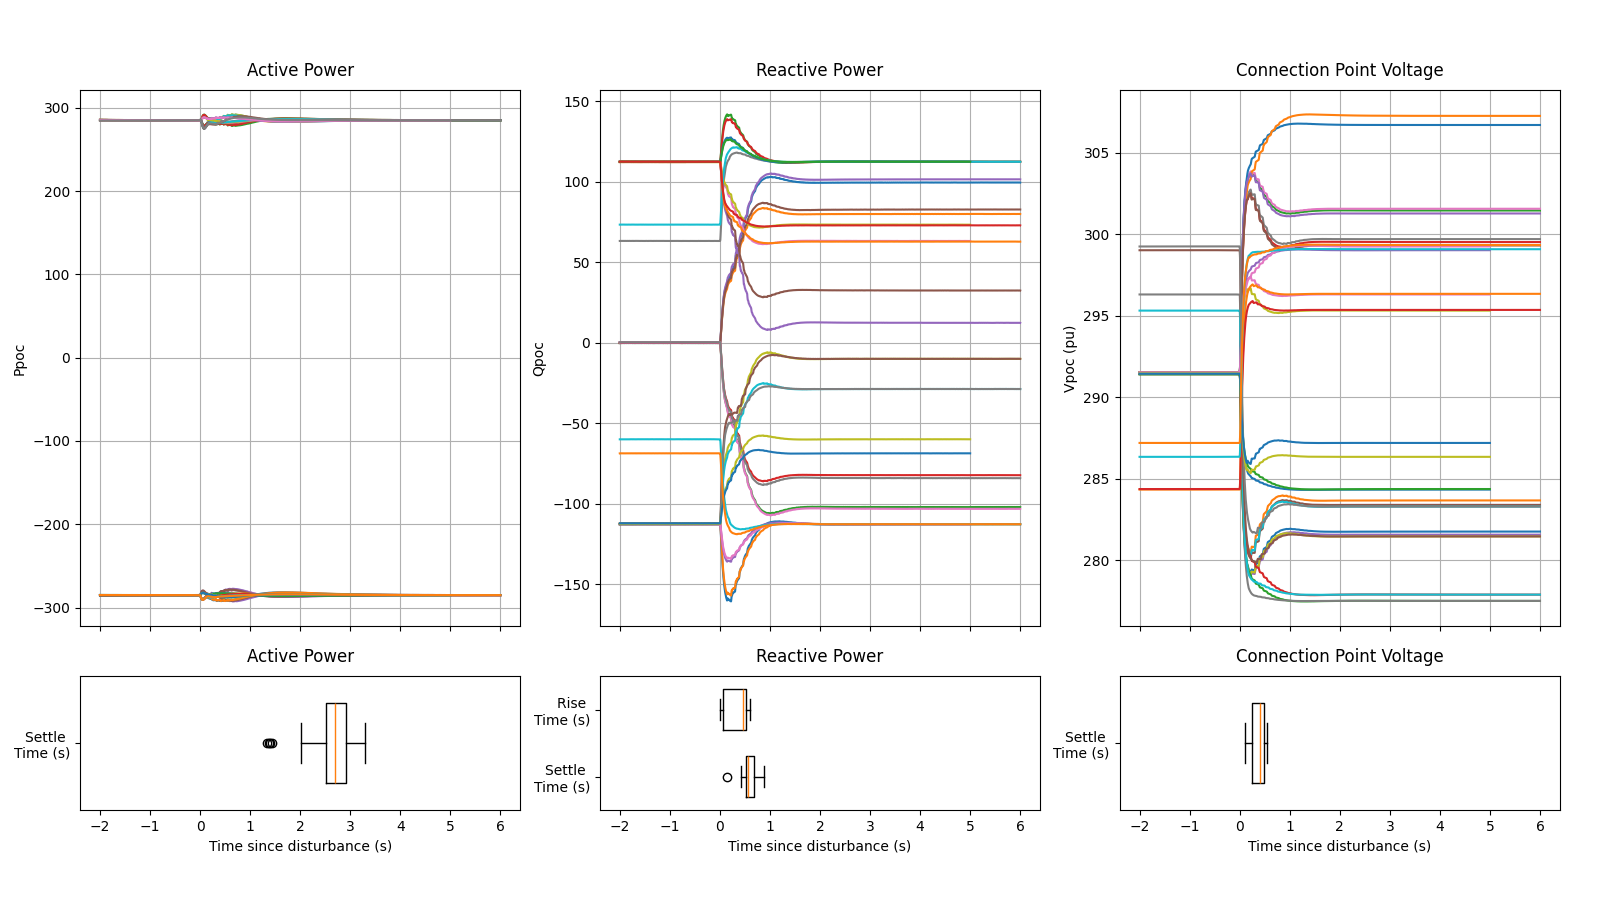 Active Power
Reactive Power
Connection Point Voltage
300
200
100
0
−100
−200
−300
Ppoc
150
100
50
0
−50
−100
−150
Qpoc
305
300
295
290
285
280
Vpoc (pu)
Active Power
Reactive Power
Connection Point Voltage
Settle
Time (s)
Rise
Time (s)
Settle
Time (s)
Settle
Time (s)
−2 −1 0 1 2 3 4 5 6
−2 −1 0 1 2 3 4 5 6
−2 −1 0 1 2 3 4 5 6
Time since disturbance (s)
Time since disturbance (s)
Time since disturbance (s)